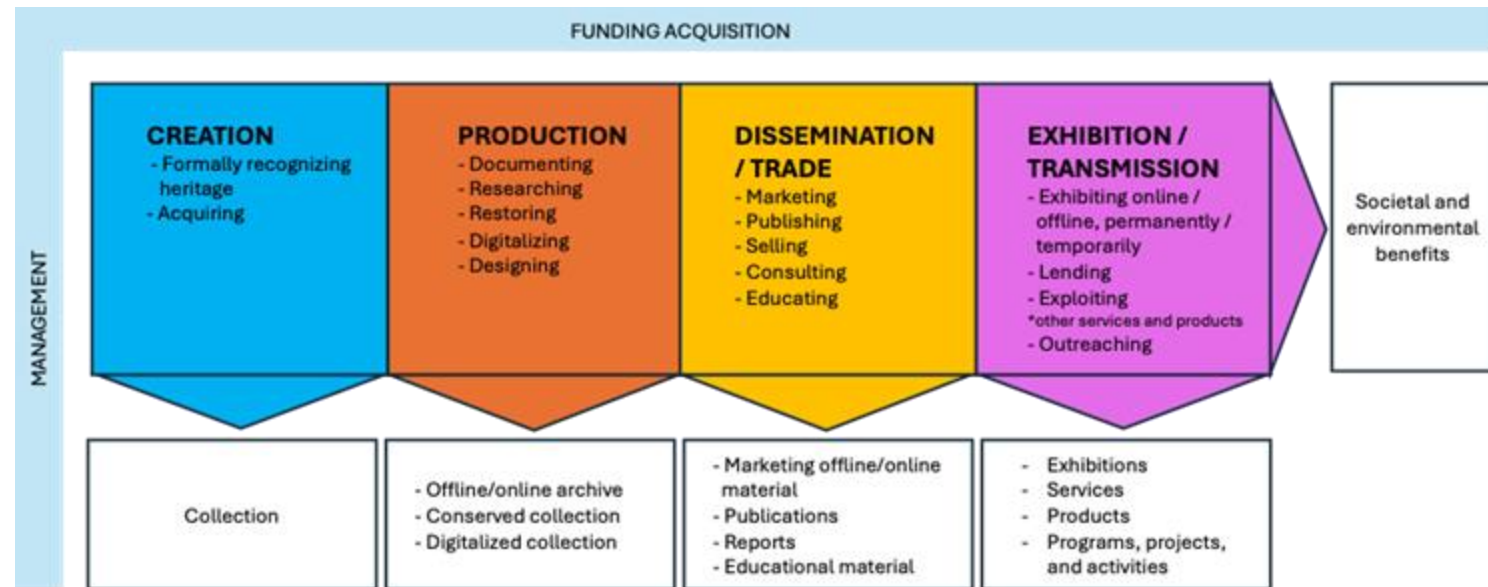 FUNDING ACQUISITION
MANAGEMENT
CREATION
- Formally recognizing
heritage
- Acquiring
PRODUCTION
- Documenting
- Researching
- Restoring
- Digitalizing
- Designing
DISSEMINATION
/ TRADE
- Marketing
- Publishing
- Selling
- Consulting
- Educating
EXHIBITION /
TRANSMISSION
- Exhibiting online /
offline, permanently /
temporarily
- Lending
- Exploiting
*other services and products
- Outreaching
Societal and
environmental
benefits
Collection
- Offline/online archive
- Conserved collection
- Digitalized collection
- Marketing offline/online
material
- Publications
- Reports
- Educational material
- Exhibitions
- Services
- Products
- Programs, projects,
and activities